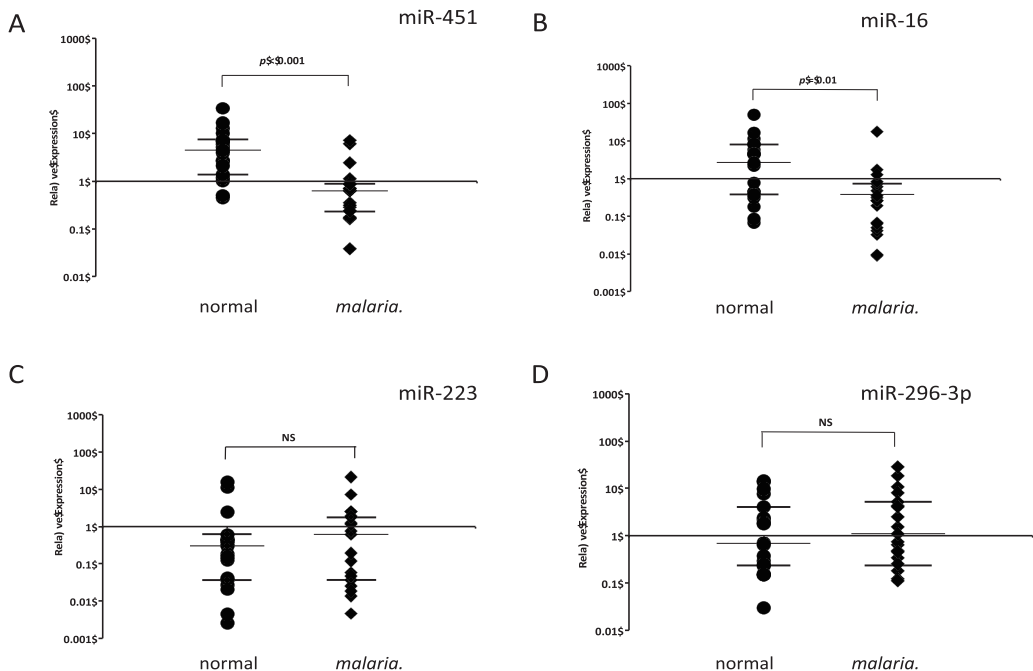 A
miR-451
1000$
100$
10$
1$
0.1$
0.01$
Rela) ve$Expression$
p$=$0.001
normal
malaria.
B
miR-16
1000$
100$
10$
1$
0.1$
0.01$
0.001$
Rela) ve$Expression$
p$=$0.01
normal
malaria.
C
miR-223
1000$
100$
10$
1$
0.1$
0.01$
0.001$
Rela) ve$Expression$
NS
normal
malaria.
D
miR-296-3p
1000$
100$
10$
1$
0.1$
0.01$
Rela) ve$Expression$
NS
normal
malaria.